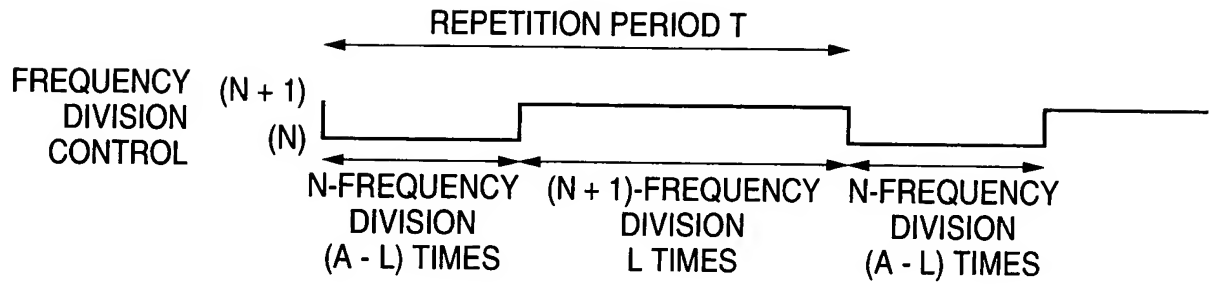 REPETITION PERIOD T
FREQUENCY
DIVISION
CONTROL
(N + 1)
(N)
N-FREQUENCY
DIVISION
(A - L) TIMES
(N + 1)-FREQUENCY
DIVISION
L TIMES
N-FREQUENCY
DIVISION
(A - L) TIMES